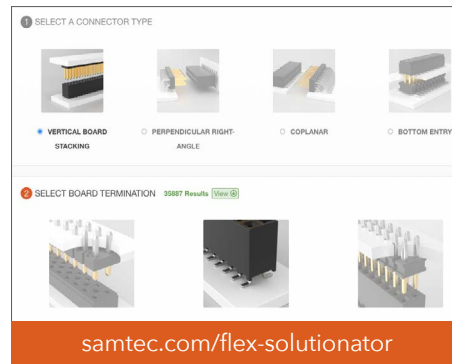 1 SELECT A CONNECTOR TYPE
VERTICAL BOARD STACKING
PERPENDICULAR RIGHT-ANGLE
COPLANAR
BOTTOM ENTRY
2 SELECT BOARD TERMINATION 35887 Results View
samtec.com/flex-solutionator